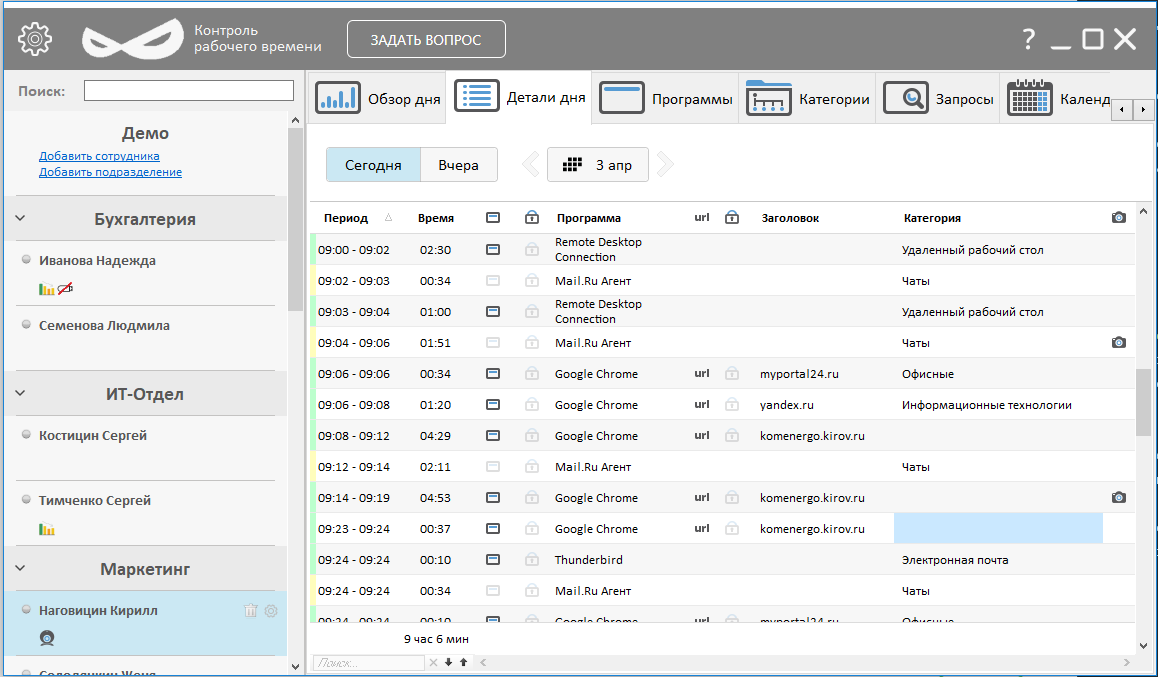 Контроль
рабочего времени
ЗАДАТЬ ВОПРОС
?
Поиск:
Обзор дня
Детали дня
Программы
Категории
Запросы
Календ
Демо
Добавить сотрудника
Добавить подразделение
Бухгалтерия
Иванова Надежда
Семенова Людмила
ИТ-Отдел
Костицин Сергей
Тимченко Сергей
Маркетинг
Наговицин Кирилл
Сегодня
Вчера
3 апр
Период Время Программа url Заголовок Категория
09:00 - 09:02 02:30 Remote Desktop Connection Удаленный рабочий стол
09:02 - 09:03 00:34 Mail.Ru Агент Чаты
09:03 - 09:04 01:00 Remote Desktop Connection Удаленный рабочий стол
09:04 - 09:06 01:51 Mail.Ru Агент Чаты
09:06 - 09:06 00:34 Google Chrome url myportal24.ru Офисные
09:06 - 09:08 01:20 Google Chrome url yandex.ru Информационные технологии
09:08 - 09:12 04:29 Google Chrome url komenergo.kirov.ru
09:12 - 09:14 02:11 Mail.Ru Агент Чаты
09:14 - 09:19 04:53 Google Chrome url komenergo.kirov.ru
09:23 - 09:24 00:37 Google Chrome url komenergo.kirov.ru
09:24 - 09:24 00:10 Thunderbird Электронная почта
09:24 - 09:24 00:34 Mail.Ru Агент Чаты
09:24 - 09:24 00:10 Google Chrome url myportal24.ru Офисные
9 час 6 мин
Поиск...